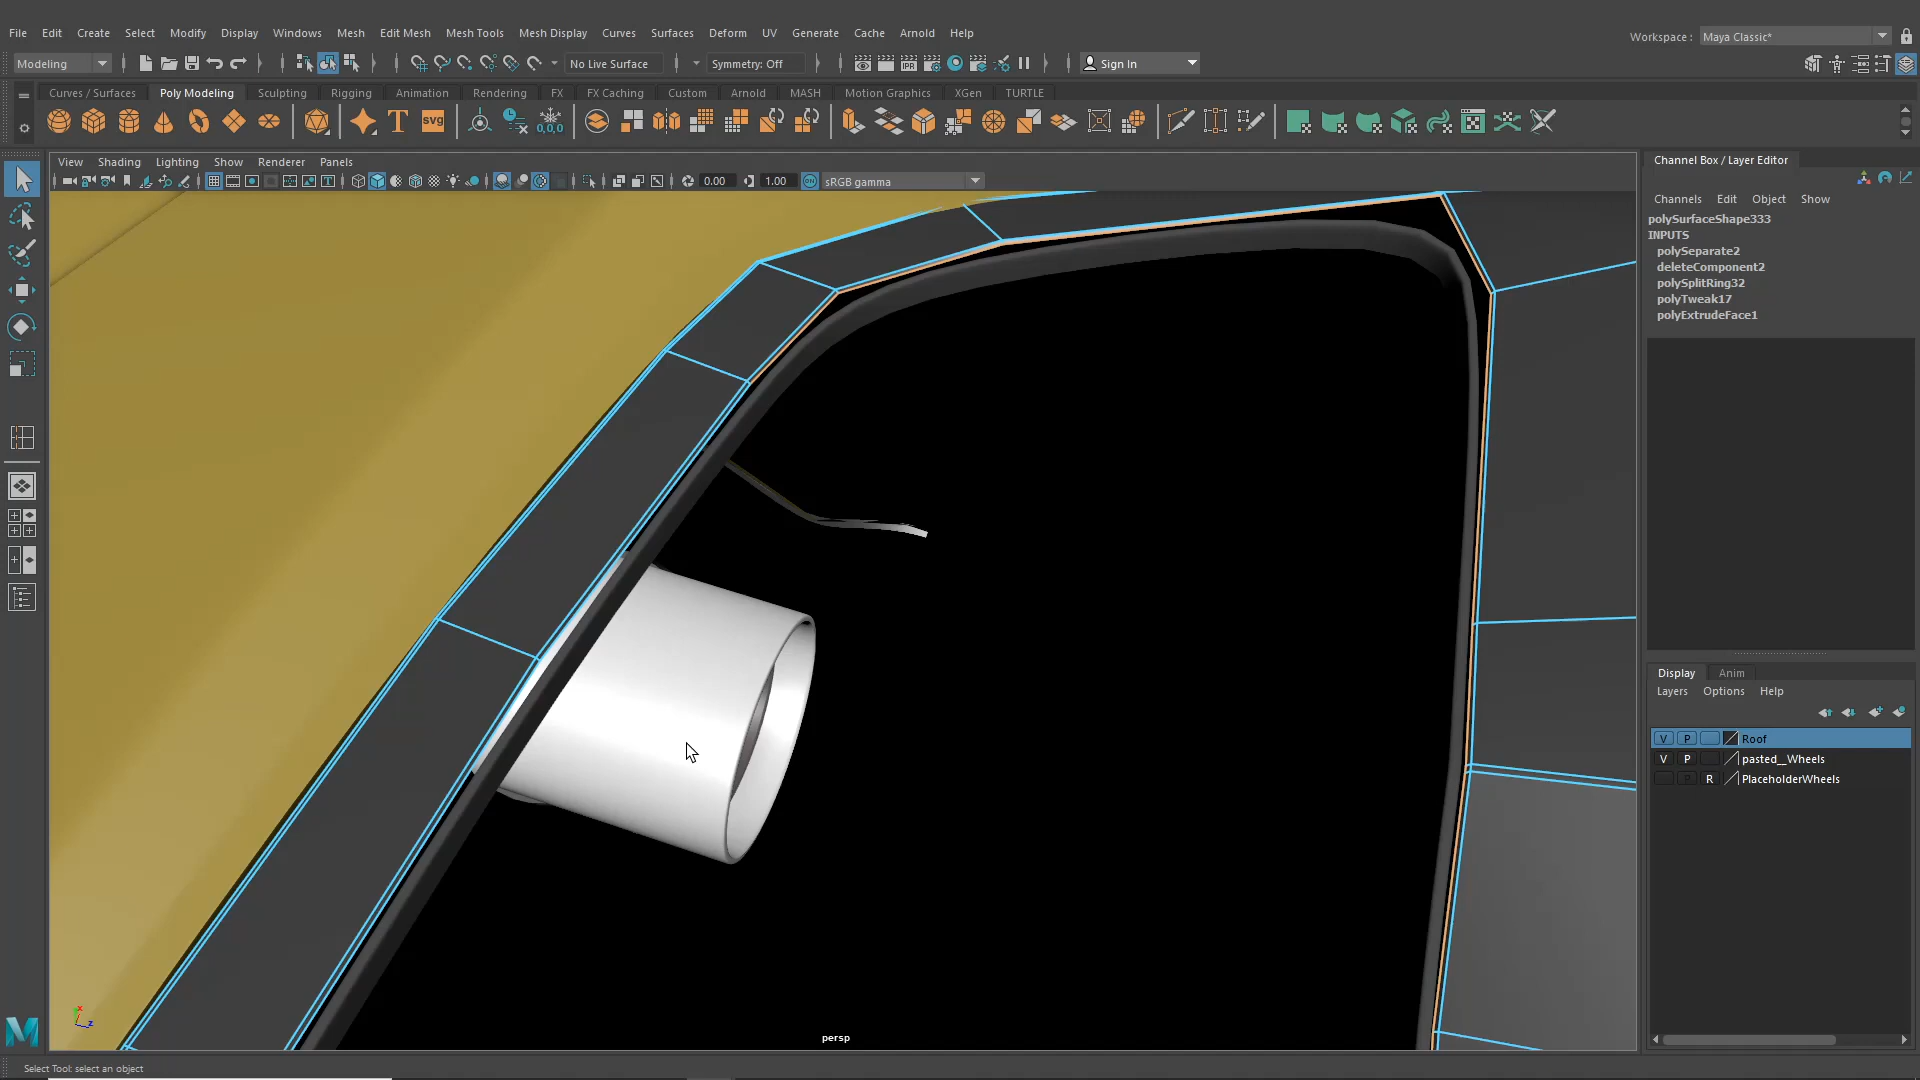 File Edit Create Select Modify Display Windows Mesh Edit Mesh Mesh Tools Mesh Display Curves Surfaces Deform UV Generate Cache Arnold Help
Workspace : Maya Classic*
Modeling No Live Surface Symmetry: Off Sign In
Curves / Surfaces Poly Modeling Sculpting Rigging Animation Rendering FX FX Caching Custom Arnold MASH Motion Graphics XGen TURTLE
T svg 0,0,0
View Shading Lighting Show Renderer Panels
0.00 1.00 sRGB gamma
persp
Select Tool: select an object
Channel Box / Layer Editor
Channels Edit Object Show
polySurfaceShape333
INPUTS
polySeparate2
deleteComponent2
polySplitRing32
polyTweak17
polyExtrudeFace1
Display Anim
Layers Options Help
V P Roof
V P pasted__Wheels
P R PlaceholderWheels